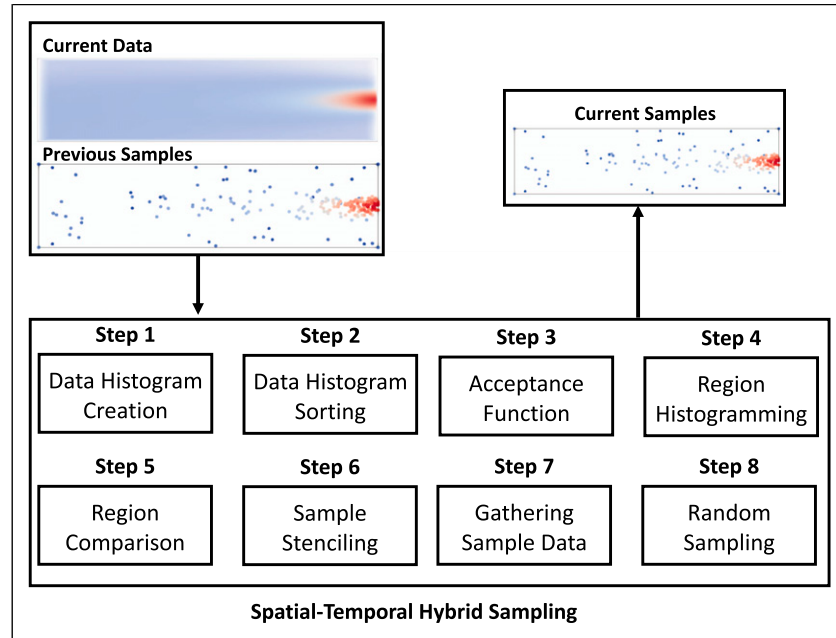 Current Data
Previous Samples
Current Samples
Step 1
Data Histogram
Creation
Step 2
Data Histogram
Sorting
Step 3
Acceptance
Function
Step 4
Region
Histogramming
Step 5
Region
Comparison
Step 6
Sample
Stenciling
Step 7
Gathering
Sample Data
Step 8
Random
Sampling
Spatial-Temporal Hybrid Sampling